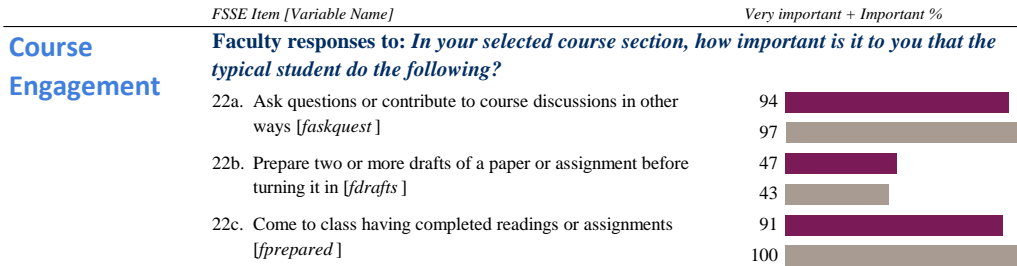 FSSE Item [Variable Name] Very important + Important %
Course Engagement
Faculty responses to: In your selected course section, how important is it to you that the
typical student do the following?
22a. Ask questions or contribute to course discussions in other
ways [faskquest ]
94
97
22b. Prepare two or more drafts of a paper or assignment before
turning it in [fdrafts ]
47
43
22c. Come to class having completed readings or assignments
[fprepared ]
91
100